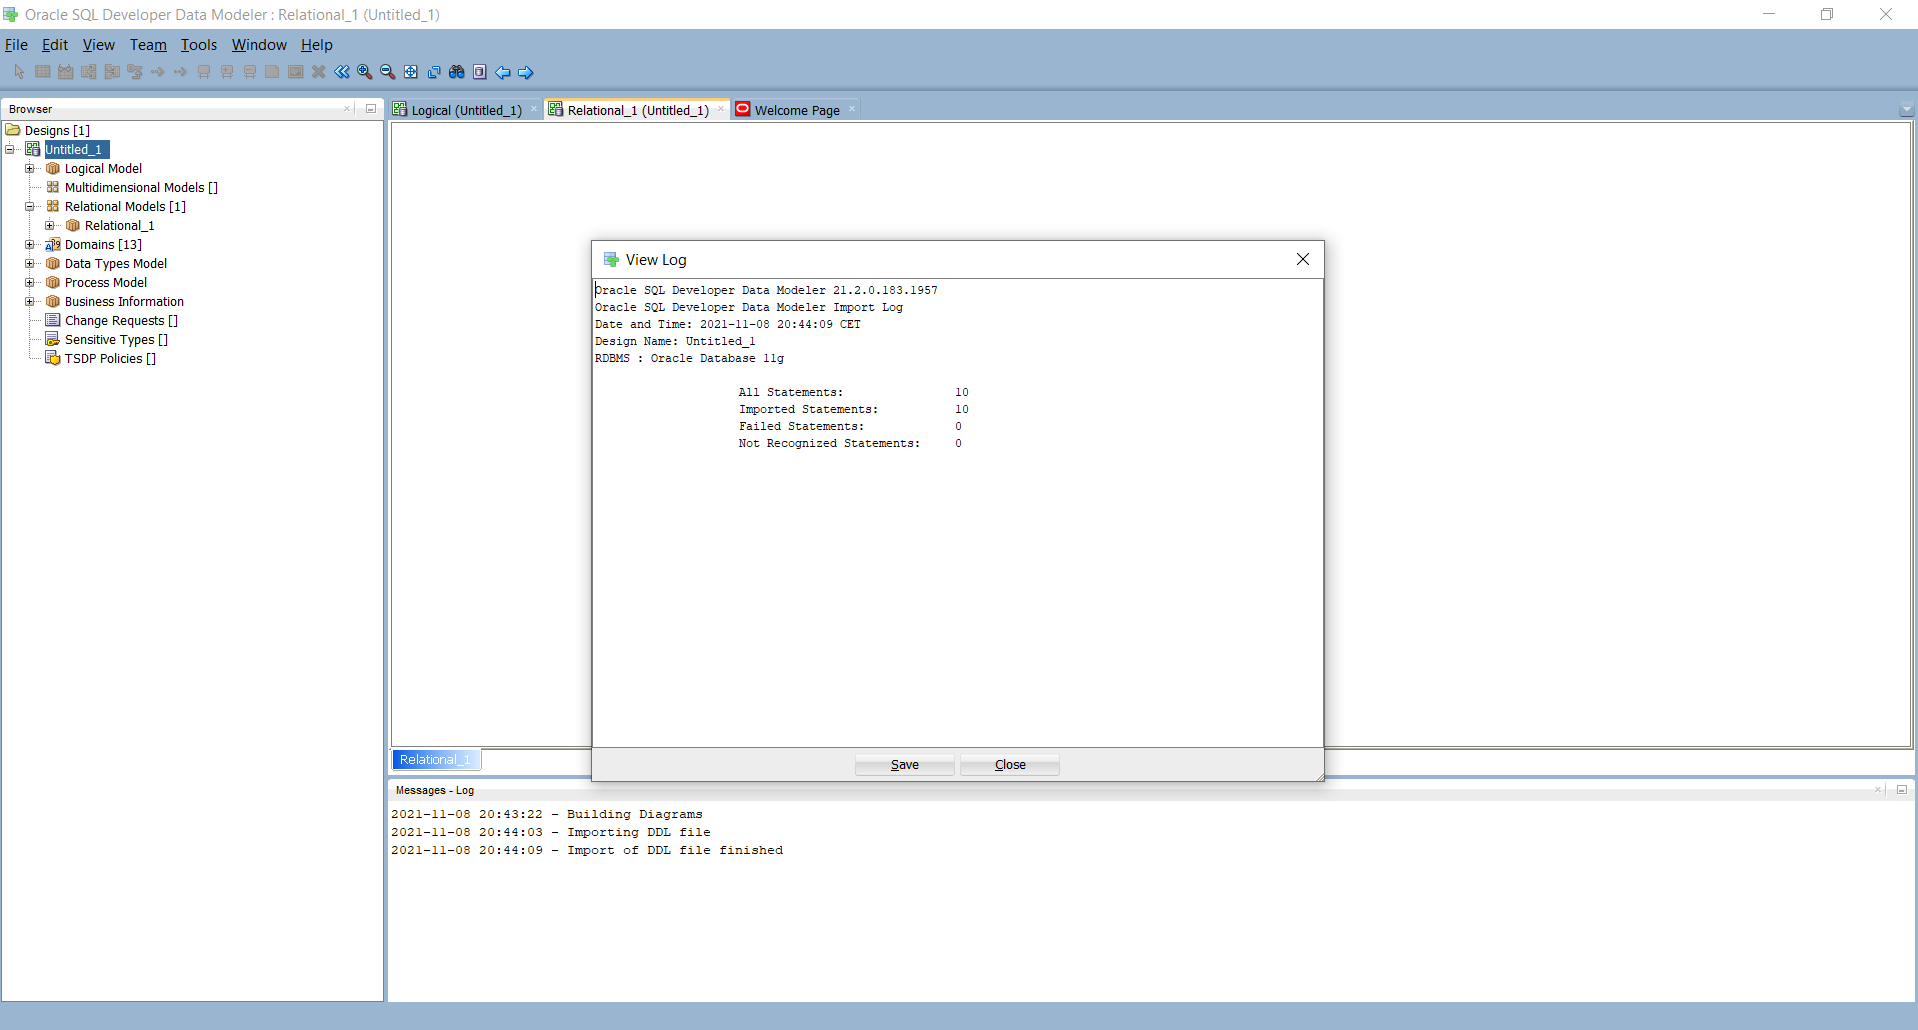 Oracle SQL Developer Data Modeler : Relational_1 (Untitled_1)
File Edit View Team Tools Window Help
Browser
Designs [1]
Untitled_1
Logical Model
Multidimensional Models []
Relational Models [1]
Relational_1
Domains [13]
Data Types Model
Process Model
Business Information
Change Requests []
Sensitive Types []
TSDP Policies []
Logical (Untitled_1) Relational_1 (Untitled_1) Welcome Page
View Log
Oracle SQL Developer Data Modeler 21.2.0.183.1957
Oracle SQL Developer Data Modeler Import Log
Date and Time: 2021-11-08 20:44:09 CET
Design Name: Untitled_1
RDBMS : Oracle Database 11g
All Statements: 10
Imported Statements: 10
Failed Statements: 0
Not Recognized Statements: 0
Save Close
Relational_1
Messages - Log
2021-11-08 20:43:22 - Building Diagrams
2021-11-08 20:44:03 - Importing DDL file
2021-11-08 20:44:09 - Import of DDL file finished